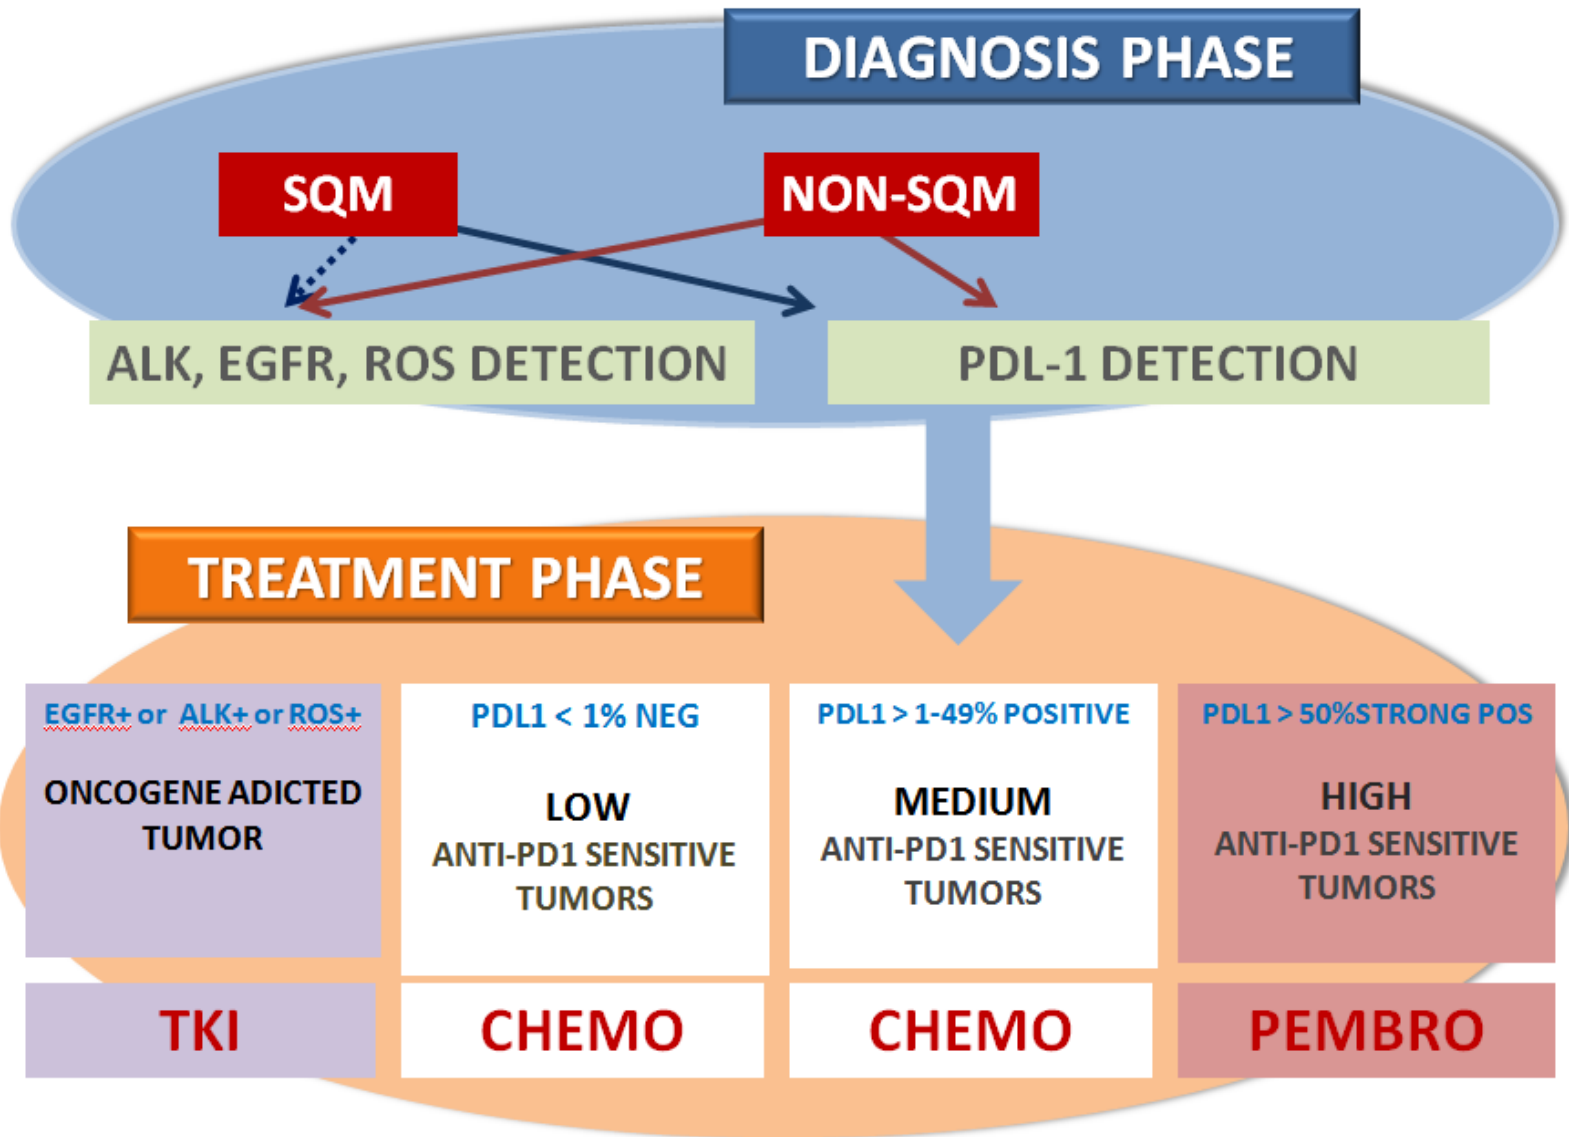 DIAGNOSIS PHASE
SQM
NON-SQM
ALK, EGFR, ROS DETECTION
PDL-1 DETECTION
TREATMENT PHASE
EGFR+ or ALK+ or ROS+
ONCOGENE ADICTED
TUMOR
TKI
PDL1 < 1% NEG
LOW
ANTI-PD1 SENSITIVE
TUMORS
CHEMO
PDL1 > 1-49% POSITIVE
MEDIUM
ANTI-PD1 SENSITIVE
TUMORS
CHEMO
PDL1 > 50%STRONG POS
HIGH
ANTI-PD1 SENSITIVE
TUMORS
PEMBRO